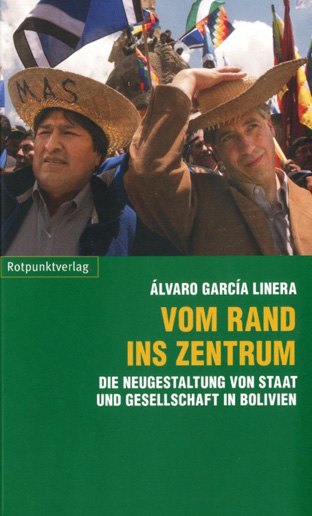 MAS
Rotpunktverlag
ÁLVARO GARCÍA LINERA
VOM RAND
INS ZENTRUM
DIE NEUGESTALTUNG VON STAAT
UND GESELLSCHAFT IN BOLIVIEN